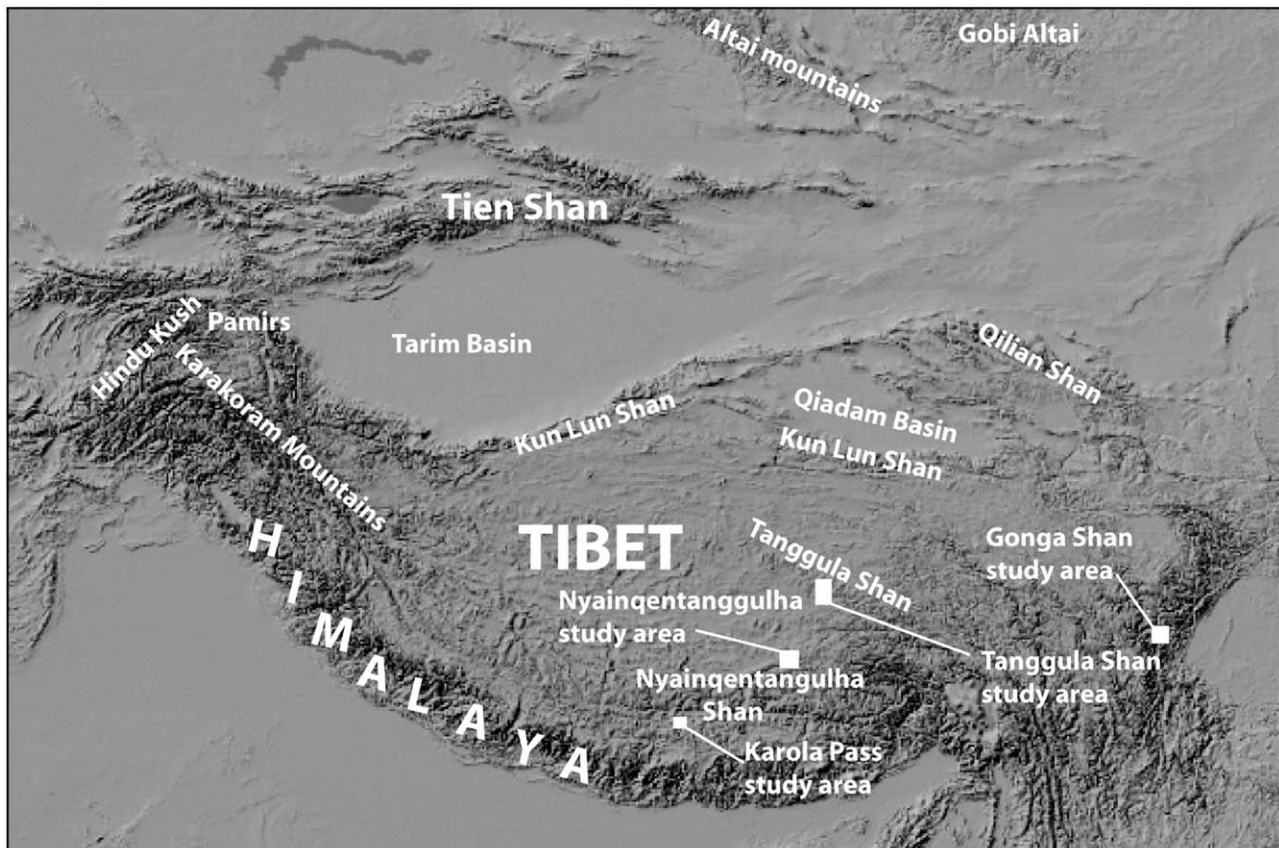 Altai mountains
Gobi Altai
Tien Shan
Hindu Kush
Pamirs
Karakoram Mountains
Tarim Basin
Kun Lun Shan
Qilian Shan
Qiadam Basin
Kun Lun Shan
HIMALAYA
TIBET
Tanggula Shan
Gonga Shan
study area
Nyainqentanggulha
study area
Tanggula Shan
study area
Nyainqentangulha
Shan
Karola Pass
study area